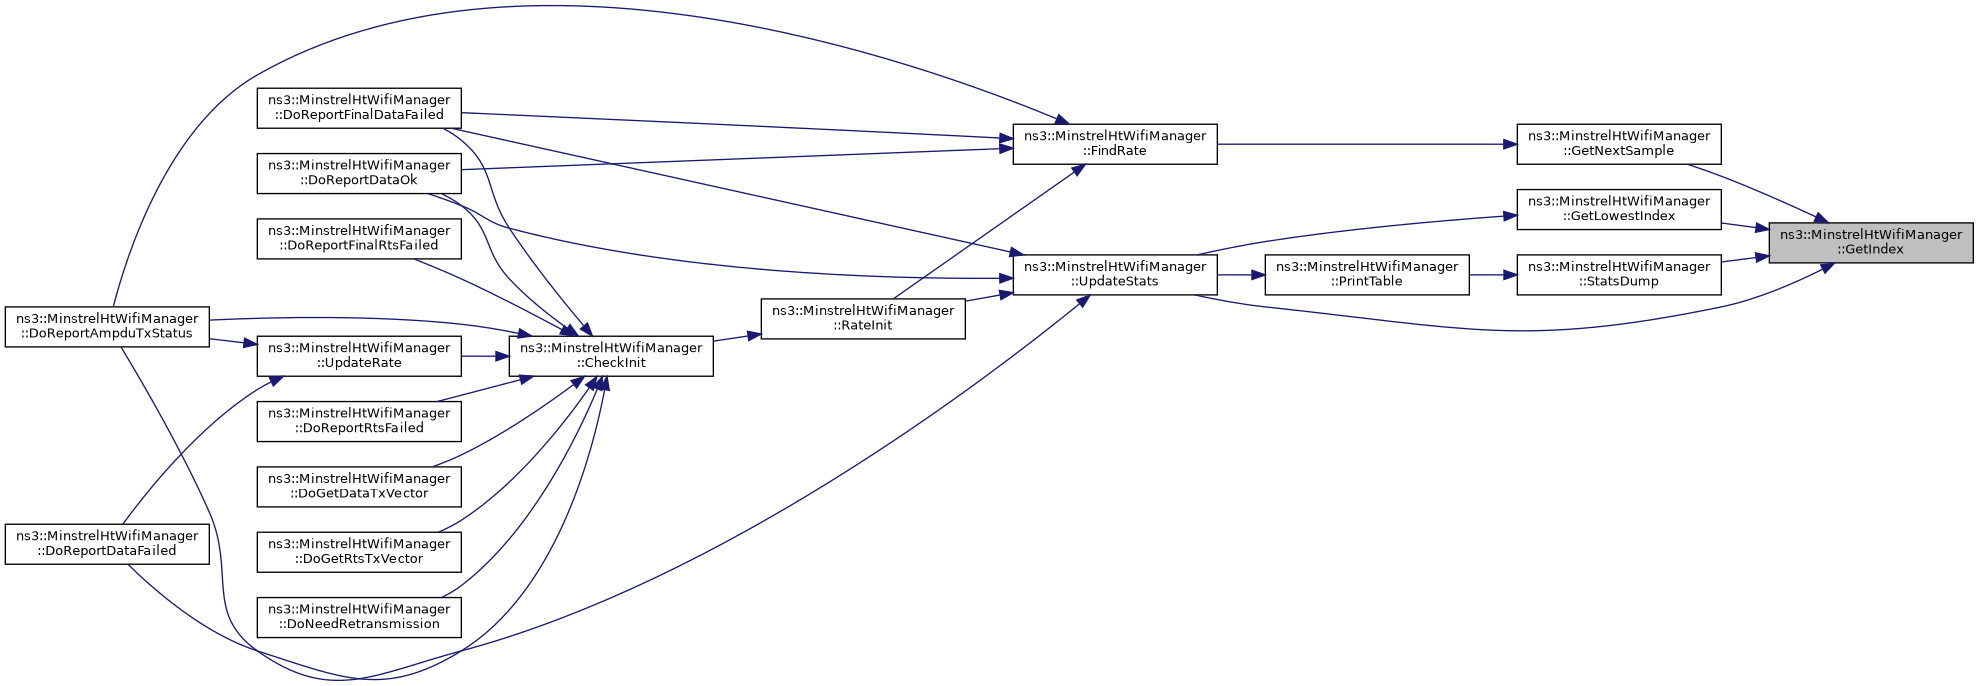 ns3::MinstrelHtWifiManager
::DoReportAmpduTxStatus
ns3::MinstrelHtWifiManager
::DoReportDataFailed
ns3::MinstrelHtWifiManager
::DoReportFinalDataFailed
ns3::MinstrelHtWifiManager
::DoReportDataOk
ns3::MinstrelHtWifiManager
::DoReportFinalRtsFailed
ns3::MinstrelHtWifiManager
::UpdateRate
ns3::MinstrelHtWifiManager
::DoReportRtsFailed
ns3::MinstrelHtWifiManager
::DoGetDataTxVector
ns3::MinstrelHtWifiManager
::DoGetRtsTxVector
ns3::MinstrelHtWifiManager
::DoNeedRetransmission
ns3::MinstrelHtWifiManager
::CheckInit
ns3::MinstrelHtWifiManager
::RateInit
ns3::MinstrelHtWifiManager
::FindRate
ns3::MinstrelHtWifiManager
::UpdateStats
ns3::MinstrelHtWifiManager
::PrintTable
ns3::MinstrelHtWifiManager
::GetNextSample
ns3::MinstrelHtWifiManager
::GetLowestIndex
ns3::MinstrelHtWifiManager
::StatsDump
ns3::MinstrelHtWifiManager
::GetIndex